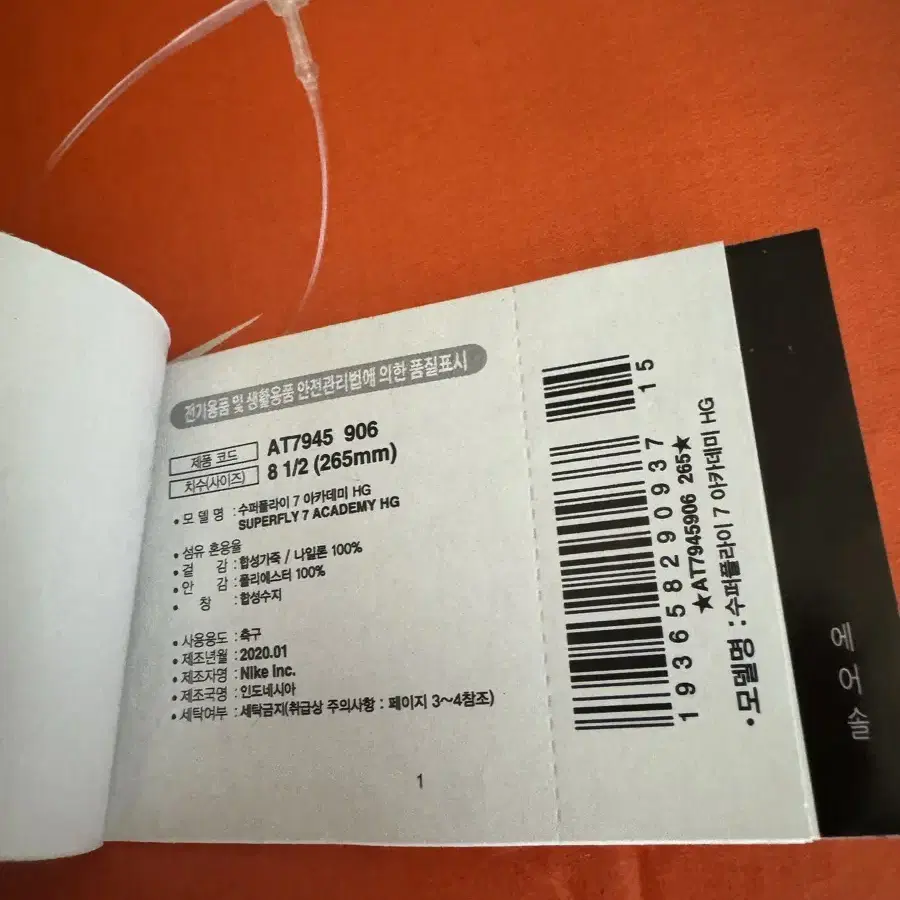 전기용품 및 생활용품 안전관리법에 의한 품질표시
제품 코드 AT7945 906
치수(사이즈) 8 1/2 (265mm)
• 모 델 명 : 수퍼플라이 7 아카데미 HG
SUPERFLY 7 ACADEMY HG
• 섬유 혼용율
• 겉 감 : 합성가죽 / 나일론 100%
• 안 감 : 폴리에스터 100%
• 창 : 합성수지
• 사용용도 : 축구
• 제조년월 : 2020.01
• 제조자명 : Nike Inc.
• 제조국명 : 인도네시아
• 세탁여부 : 세탁금지(취급상 주의사항 : 페이지 3~4참조)
1
15
193658290937
★AT7945906 265★
• 모델명 : 수퍼플라이 7 아카데미 HG
에어솔